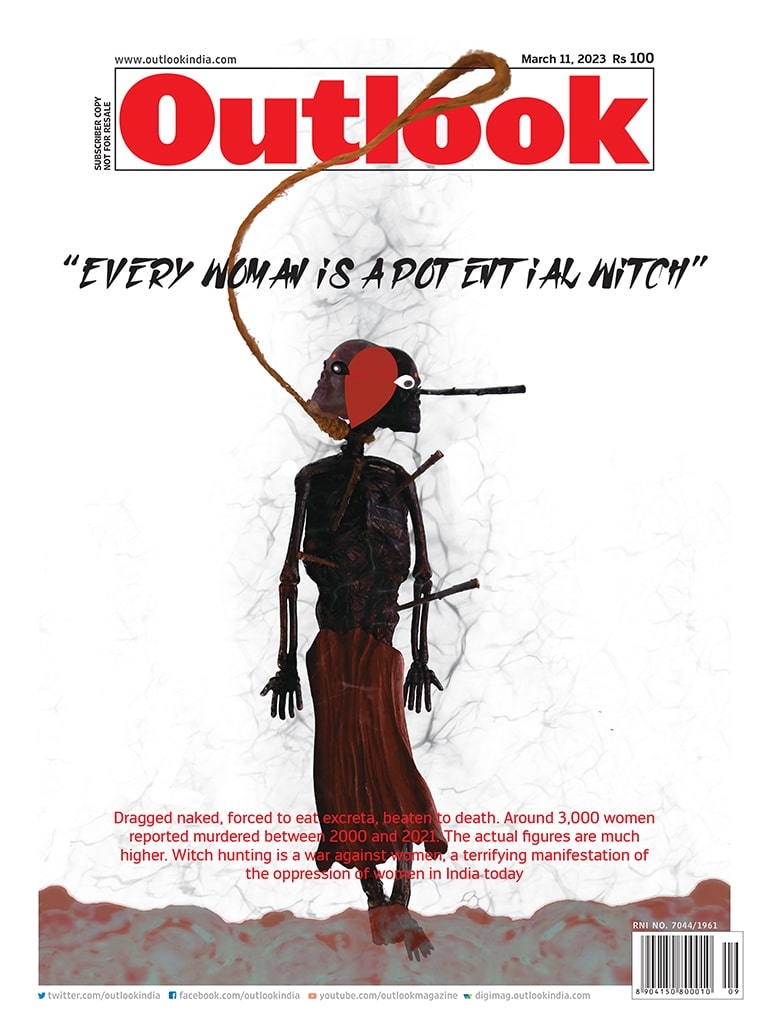 www.outlookindia.com
March 11, 2023 Rs 100
SUBSCRIBER COPY
NOT FOR RESALE
Outlook
“EVERY WOMAN iS A POTENTiAL WiTCH”
Dragged naked, forced to eat excreta, beaten to death. Around 3,000 women
reported murdered between 2000 and 2021. The actual figures are much
higher. Witch hunting is a war against women, a terrifying manifestation of
the oppression of women in India today
RNI NO. 7044/1961
8 904150 800010
09
twitter.com/outlookindia facebook.com/outlookindia youtube.com/outlookmagazine digimag.outlookindia.com